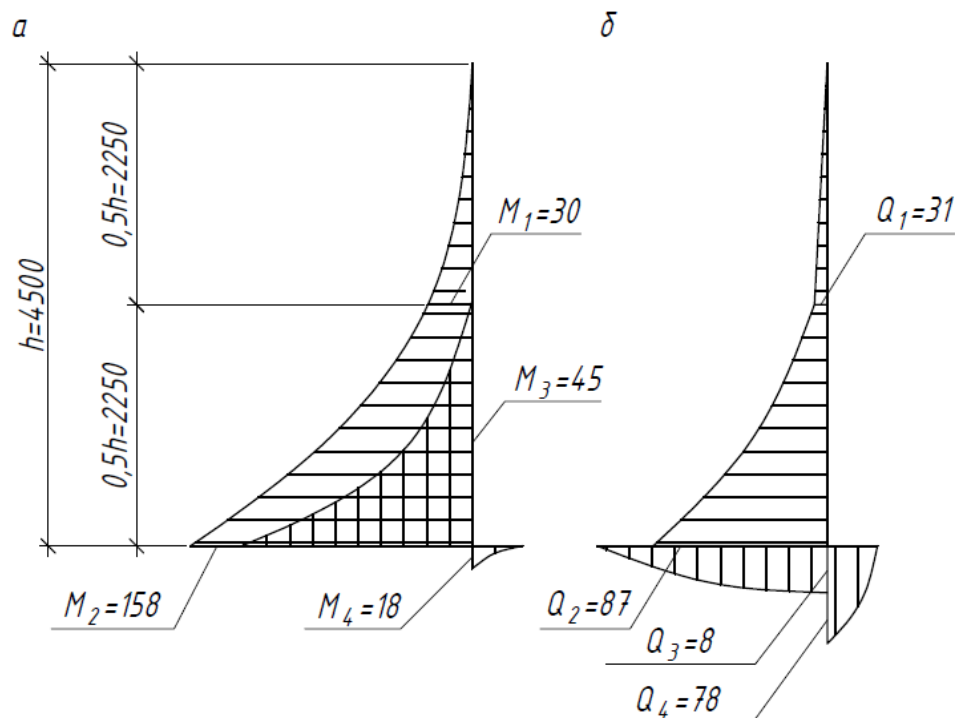 а
б
h=4500
0,5h=2250
0,5h=2250
M₁=30
Q₁=31
M₃=45
M₂=158
M₄=18
Q₂=87
Q₃=8
Q₄=78